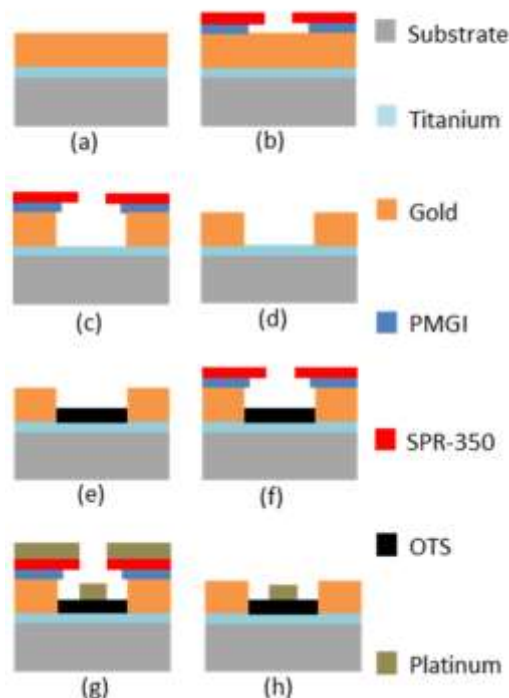 Substrate
(a)
(b)
Titanium
Gold
(c)
(d)
PMGI
(e)
(f)
SPR-350
OTS
(g)
(h)
Platinum